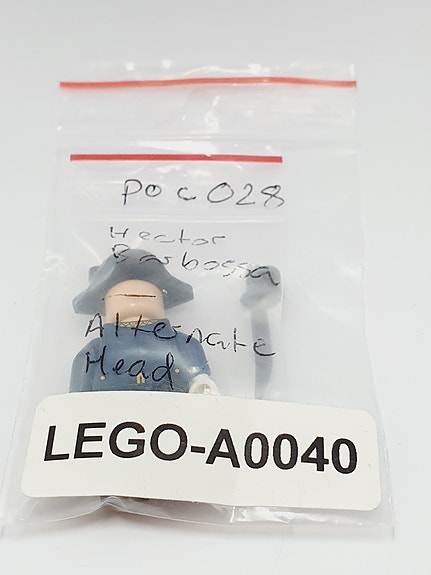 poc028
Hector
Barbossa
Alternate
Head
LEGO-A0040